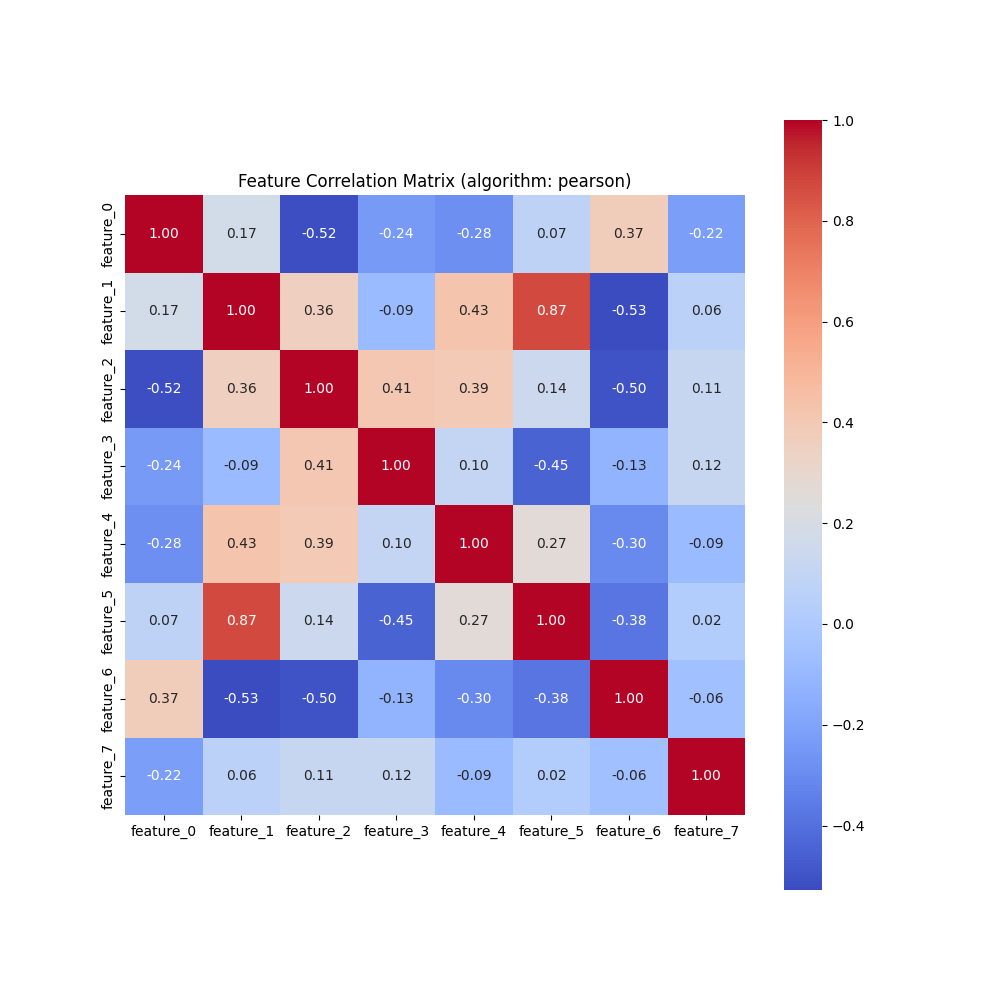 Feature Correlation Matrix (algorithm: pearson)
feature_0 1.00 0.17 -0.52 -0.24 -0.28 0.07 0.37 -0.22
feature_1 0.17 1.00 0.36 -0.09 0.43 0.87 -0.53 0.06
feature_2 -0.52 0.36 1.00 0.41 0.39 0.14 -0.50 0.11
feature_3 -0.24 -0.09 0.41 1.00 0.10 -0.45 -0.13 0.12
feature_4 -0.28 0.43 0.39 0.10 1.00 0.27 -0.30 -0.09
feature_5 0.07 0.87 0.14 -0.45 0.27 1.00 -0.38 0.02
feature_6 0.37 -0.53 -0.50 -0.13 -0.30 -0.38 1.00 -0.06
feature_7 -0.22 0.06 0.11 0.12 -0.09 0.02 -0.06 1.00
feature_0 feature_1 feature_2 feature_3 feature_4 feature_5 feature_6 feature_7
1.0
0.8
0.6
0.4
0.2
0.0
−0.2
−0.4